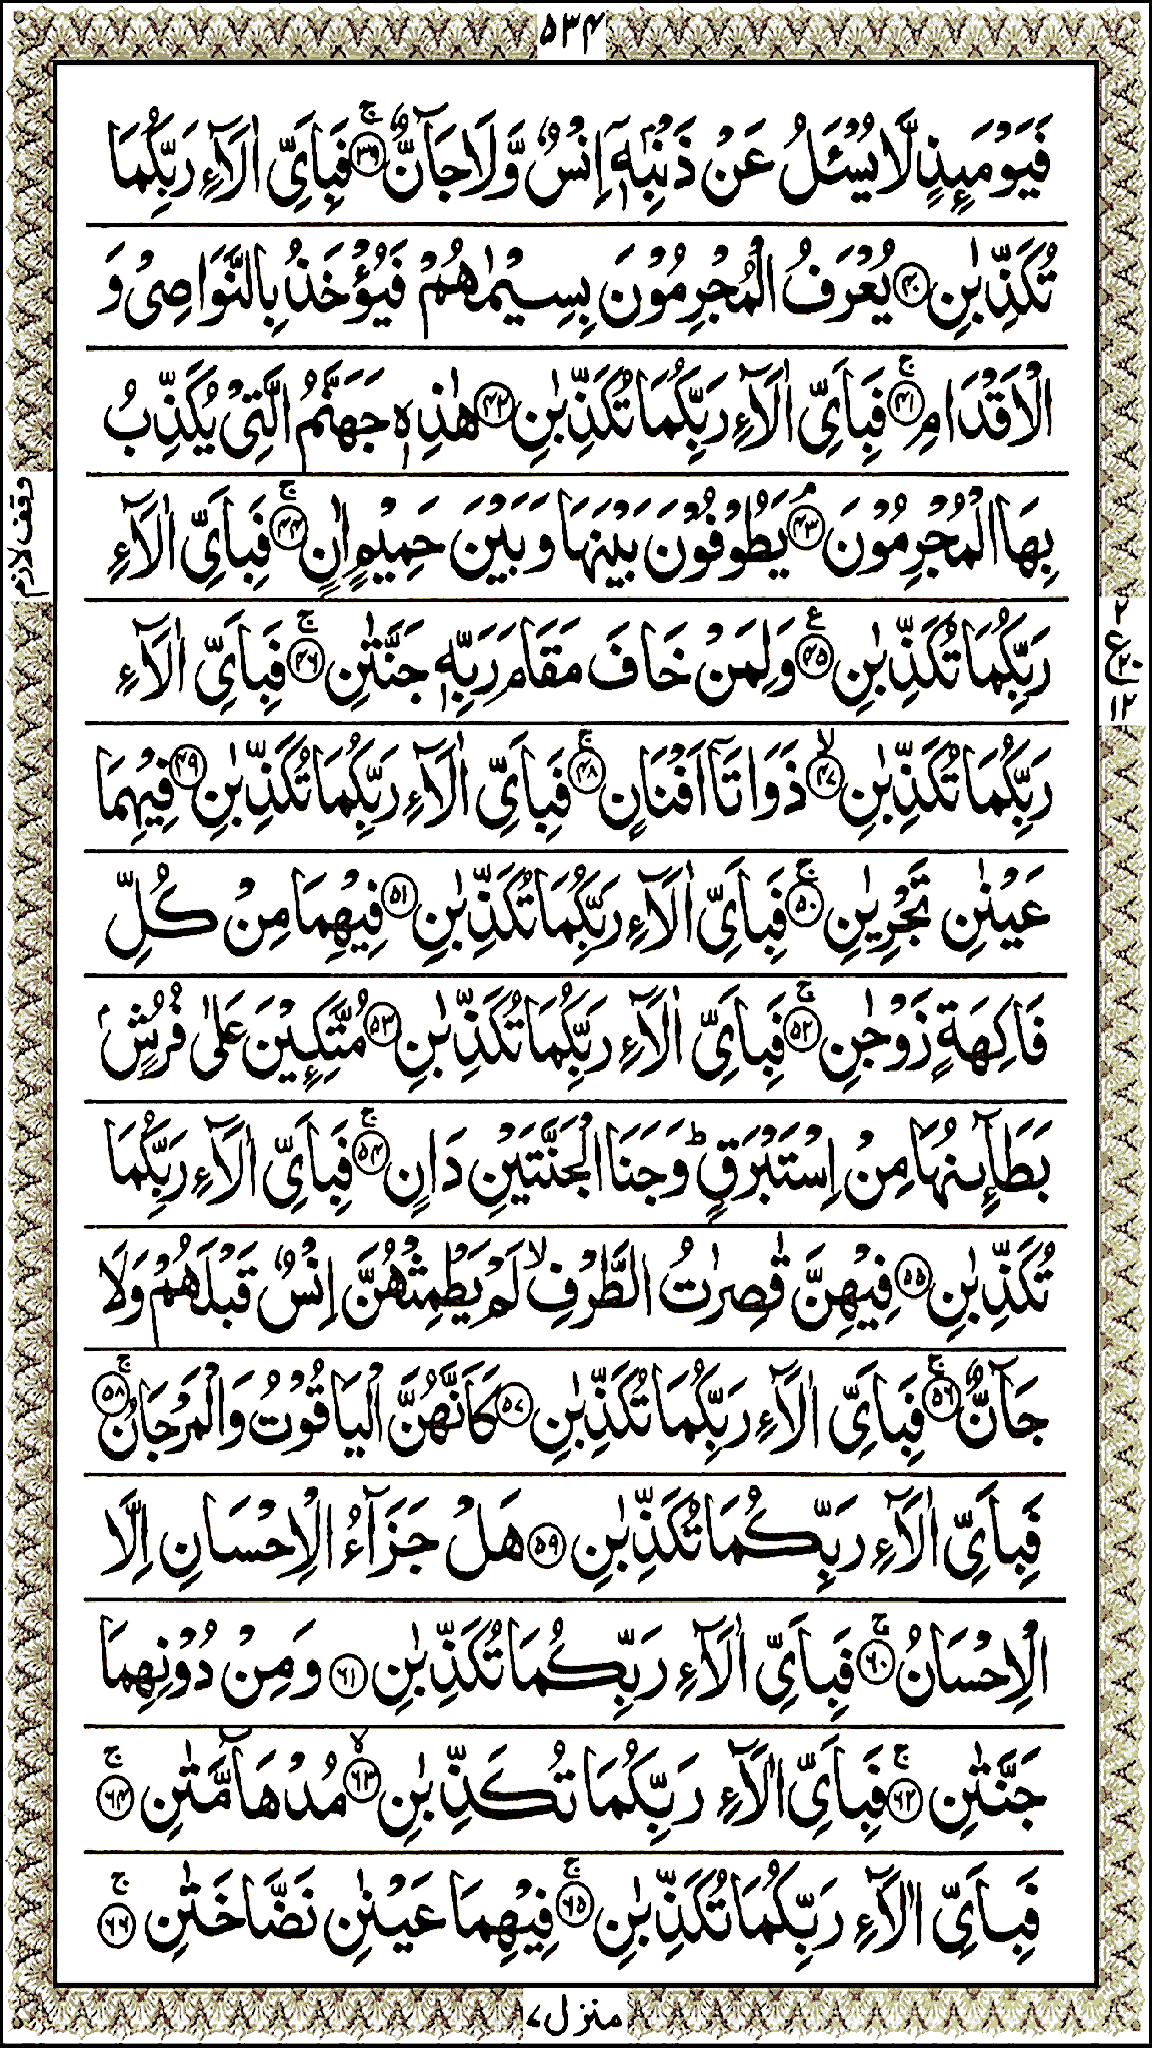 ۵۳۴
فَيَوْمَىِٕذٍ لَّا يُسْـَٔلُ عَنْ ذَنْۢبِهٖۤ اِنْسٌ وَّلَا جَآنٌّ ۚ‏﴿۳۹﴾ فَبِاَىِّ اٰلَآءِ رَبِّكُمَا
تُكَذِّبٰنِ ﴿۴۰﴾ يُعْرَفُ الْمُجْرِمُوْنَ بِسِيْمٰهُمْ فَيُؤْخَذُ بِالنَّوَاصِىْ وَ
الْاَقْدَامِ ۚ‏﴿۴۱﴾ فَبِاَىِّ اٰلَآءِ رَبِّكُمَا تُكَذِّبٰنِ ﴿۴۲﴾ هٰذِهٖ جَهَنَّمُ الَّتِىْ يُكَذِّبُ
بِهَا الْمُجْرِمُوْنَ ۘ‏﴿۴۳﴾ يَطُوْفُوْنَ بَيْنَهَا وَبَيْنَ حَمِيْمٍ اٰنٍ ۚ‏﴿۴۴﴾ فَبِاَىِّ اٰلَآءِ
وقف لازم
رَبِّكُمَا تُكَذِّبٰنِ ﴿۴۵﴾ وَلِمَنْ خَافَ مَقَامَ رَبِّهٖ جَنَّتٰنِ ۚ‏﴿۴۶﴾ فَبِاَىِّ اٰلَآءِ
۲
ع ۲۰
۱۲
رَبِّكُمَا تُكَذِّبٰنِ ۙ‏﴿۴۷﴾ ذَوَاتَاۤ اَفْنَانٍ ۚ‏﴿۴۸﴾ فَبِاَىِّ اٰلَآءِ رَبِّكُمَا تُكَذِّبٰنِ ﴿۴۹﴾ فِيْهِمَا
عَيْنٰنِ تَجْرِيٰنِ ۚ‏﴿۵۰﴾ فَبِاَىِّ اٰلَآءِ رَبِّكُمَا تُكَذِّبٰنِ ﴿۵۱﴾ فِيْهِمَا مِنْ كُلِّ
فَاكِهَةٍ زَوْجٰنِ ۚ‏﴿۵۲﴾ فَبِاَىِّ اٰلَآءِ رَبِّكُمَا تُكَذِّبٰنِ ﴿۵۳﴾ مُتَّكِـِٕيْنَ عَلٰى فُرُشٍۭ
بَطَآىِٕنُهَا مِنْ اِسْتَبْرَقٍ ؕ وَجَنَا الْجَنَّتَيْنِ دَانٍ ۚ‏﴿۵۴﴾ فَبِاَىِّ اٰلَآءِ رَبِّكُمَا
تُكَذِّبٰنِ ﴿۵۵﴾ فِيْهِنَّ قٰصِرٰتُ الطَّرْفِ ۙ لَمْ يَطْمِثْهُنَّ اِنْسٌ قَبْلَهُمْ وَلَا
جَآنٌّ ۚ‏﴿۵۶﴾ فَبِاَىِّ اٰلَآءِ رَبِّكُمَا تُكَذِّبٰنِ ﴿۵۷﴾ كَاَنَّهُنَّ الْيَاقُوْتُ وَالْمَرْجَانُ ۚ‏﴿۵۸﴾
فَبِاَىِّ اٰلَآءِ رَبِّكُمَا تُكَذِّبٰنِ ﴿۵۹﴾ هَلْ جَزَآءُ الْاِحْسَانِ اِلَّا
الْاِحْسَانُ ۚ‏﴿۶۰﴾ فَبِاَىِّ اٰلَآءِ رَبِّكُمَا تُكَذِّبٰنِ ﴿۶۱﴾ وَمِنْ دُوْنِهِمَا
جَنَّتٰنِ ۚ‏﴿۶۲﴾ فَبِاَىِّ اٰلَآءِ رَبِّكُمَا تُكَذِّبٰنِ ۙ‏﴿۶۳﴾ مُدْهَآمَّتٰنِ ۚ‏﴿۶۴﴾
فَبِاَىِّ اٰلَآءِ رَبِّكُمَا تُكَذِّبٰنِ ۚ‏﴿۶۵﴾ فِيْهِمَا عَيْنٰنِ نَضَّاخَتٰنِ ۚ‏﴿۶۶﴾
منزل ۷